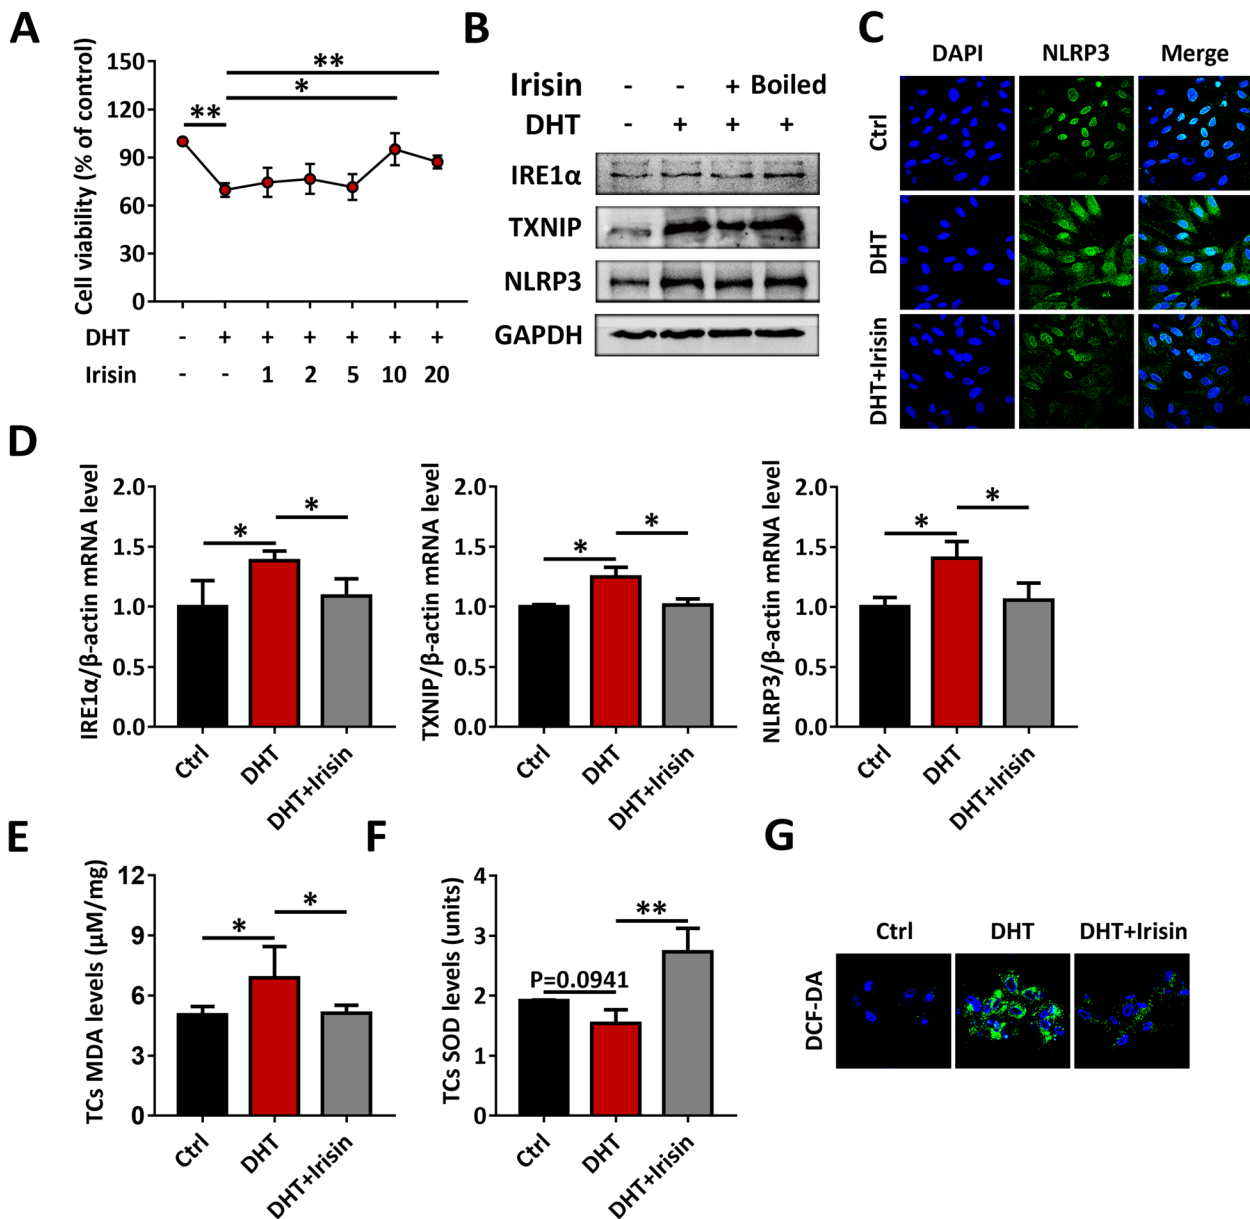 A
Cell viability (% of control)
150
120
90
60
30
0
**
*
**
DHT - + + + + + +
Irisin - - 1 2 5 10 20
B
Irisin - - + Boiled
DHT - + + +
IRE1α
TXNIP
NLRP3
GAPDH
C
DAPI NLRP3 Merge
Ctrl
DHT
DHT+Irisin
D
IRE1α/β-actin mRNA level
2.0
1.5
1.0
0.5
0.0
* *
Ctrl DHT DHT+Irisin
TXNIP/β-actin mRNA level
2.0
1.5
1.0
0.5
0.0
* *
Ctrl DHT DHT+Irisin
NLRP3/β-actin mRNA level
2.0
1.5
1.0
0.5
0.0
* *
Ctrl DHT DHT+Irisin
E
TCs MDA levels (μM/mg)
12
9
6
3
0
* *
Ctrl DHT DHT+Irisin
F
TCs SOD levels (units)
4
3
2
1
0
P=0.0941
**
Ctrl DHT DHT+Irisin
G
Ctrl DHT DHT+Irisin
DCF-DA